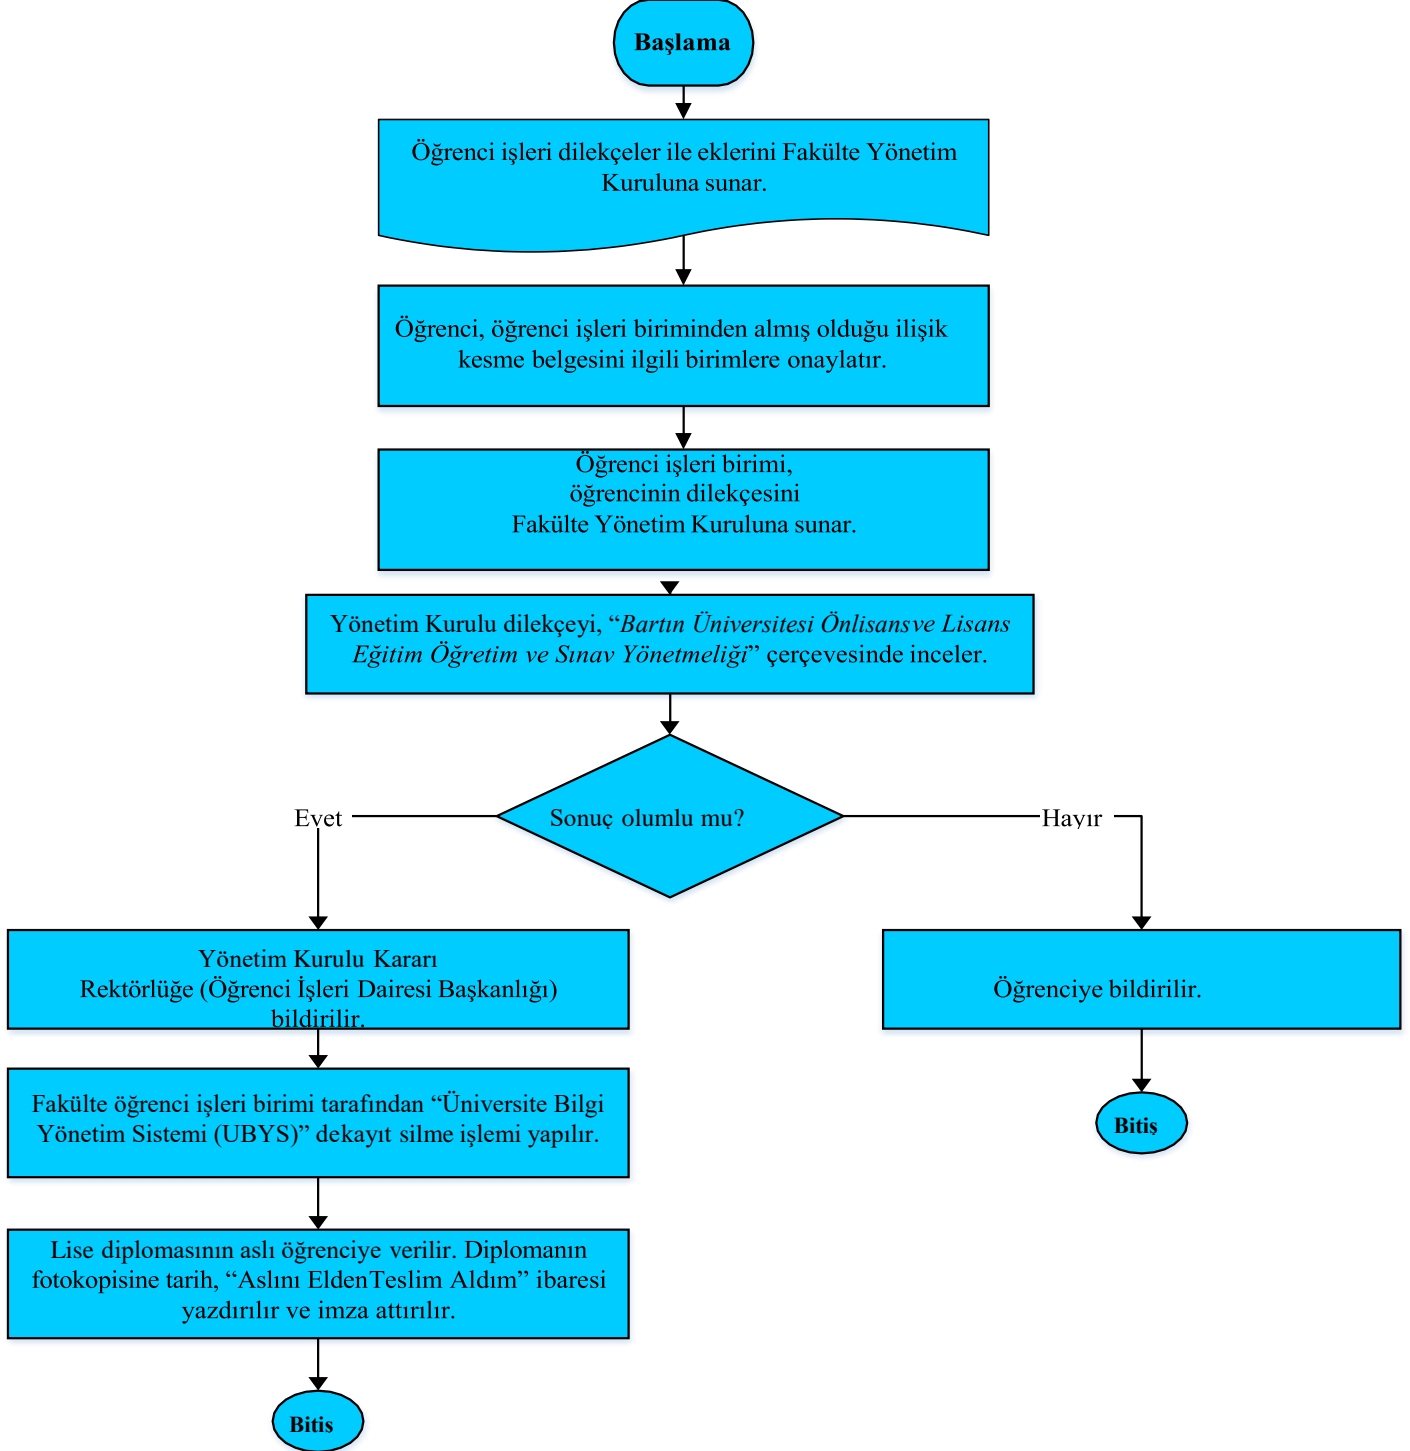 Başlama
Öğrenci işleri dilekçeler ile eklerini Fakülte Yönetim
Kuruluna sunar.
Öğrenci, öğrenci işleri biriminden almış olduğu ilişik
kesme belgesini ilgili birimlere onaylatır.
Öğrenci işleri birimi,
öğrencinin dilekçesini
Fakülte Yönetim Kuruluna sunar.
Yönetim Kurulu dilekçeyi, “Bartın Üniversitesi Önlisansve Lisans
Eğitim Öğretim ve Sınav Yönetmeliği” çerçevesinde inceler.
Sonuç olumlu mu?
Evet
Hayır
Yönetim Kurulu Kararı
Rektörlüğe (Öğrenci İşleri Dairesi Başkanlığı)
bildirilir.
Öğrenciye bildirilir.
Fakülte öğrenci işleri birimi tarafından “Üniversite Bilgi
Yönetim Sistemi (UBYS)” dekayıt silme işlemi yapılır.
Bitiş
Lise diplomasının aslı öğrenciye verilir. Diplomanın
fotokopisine tarih, “Aslını EldenTeslim Aldım” ibaresi
yazdırılır ve imza attırılır.
Bitiş